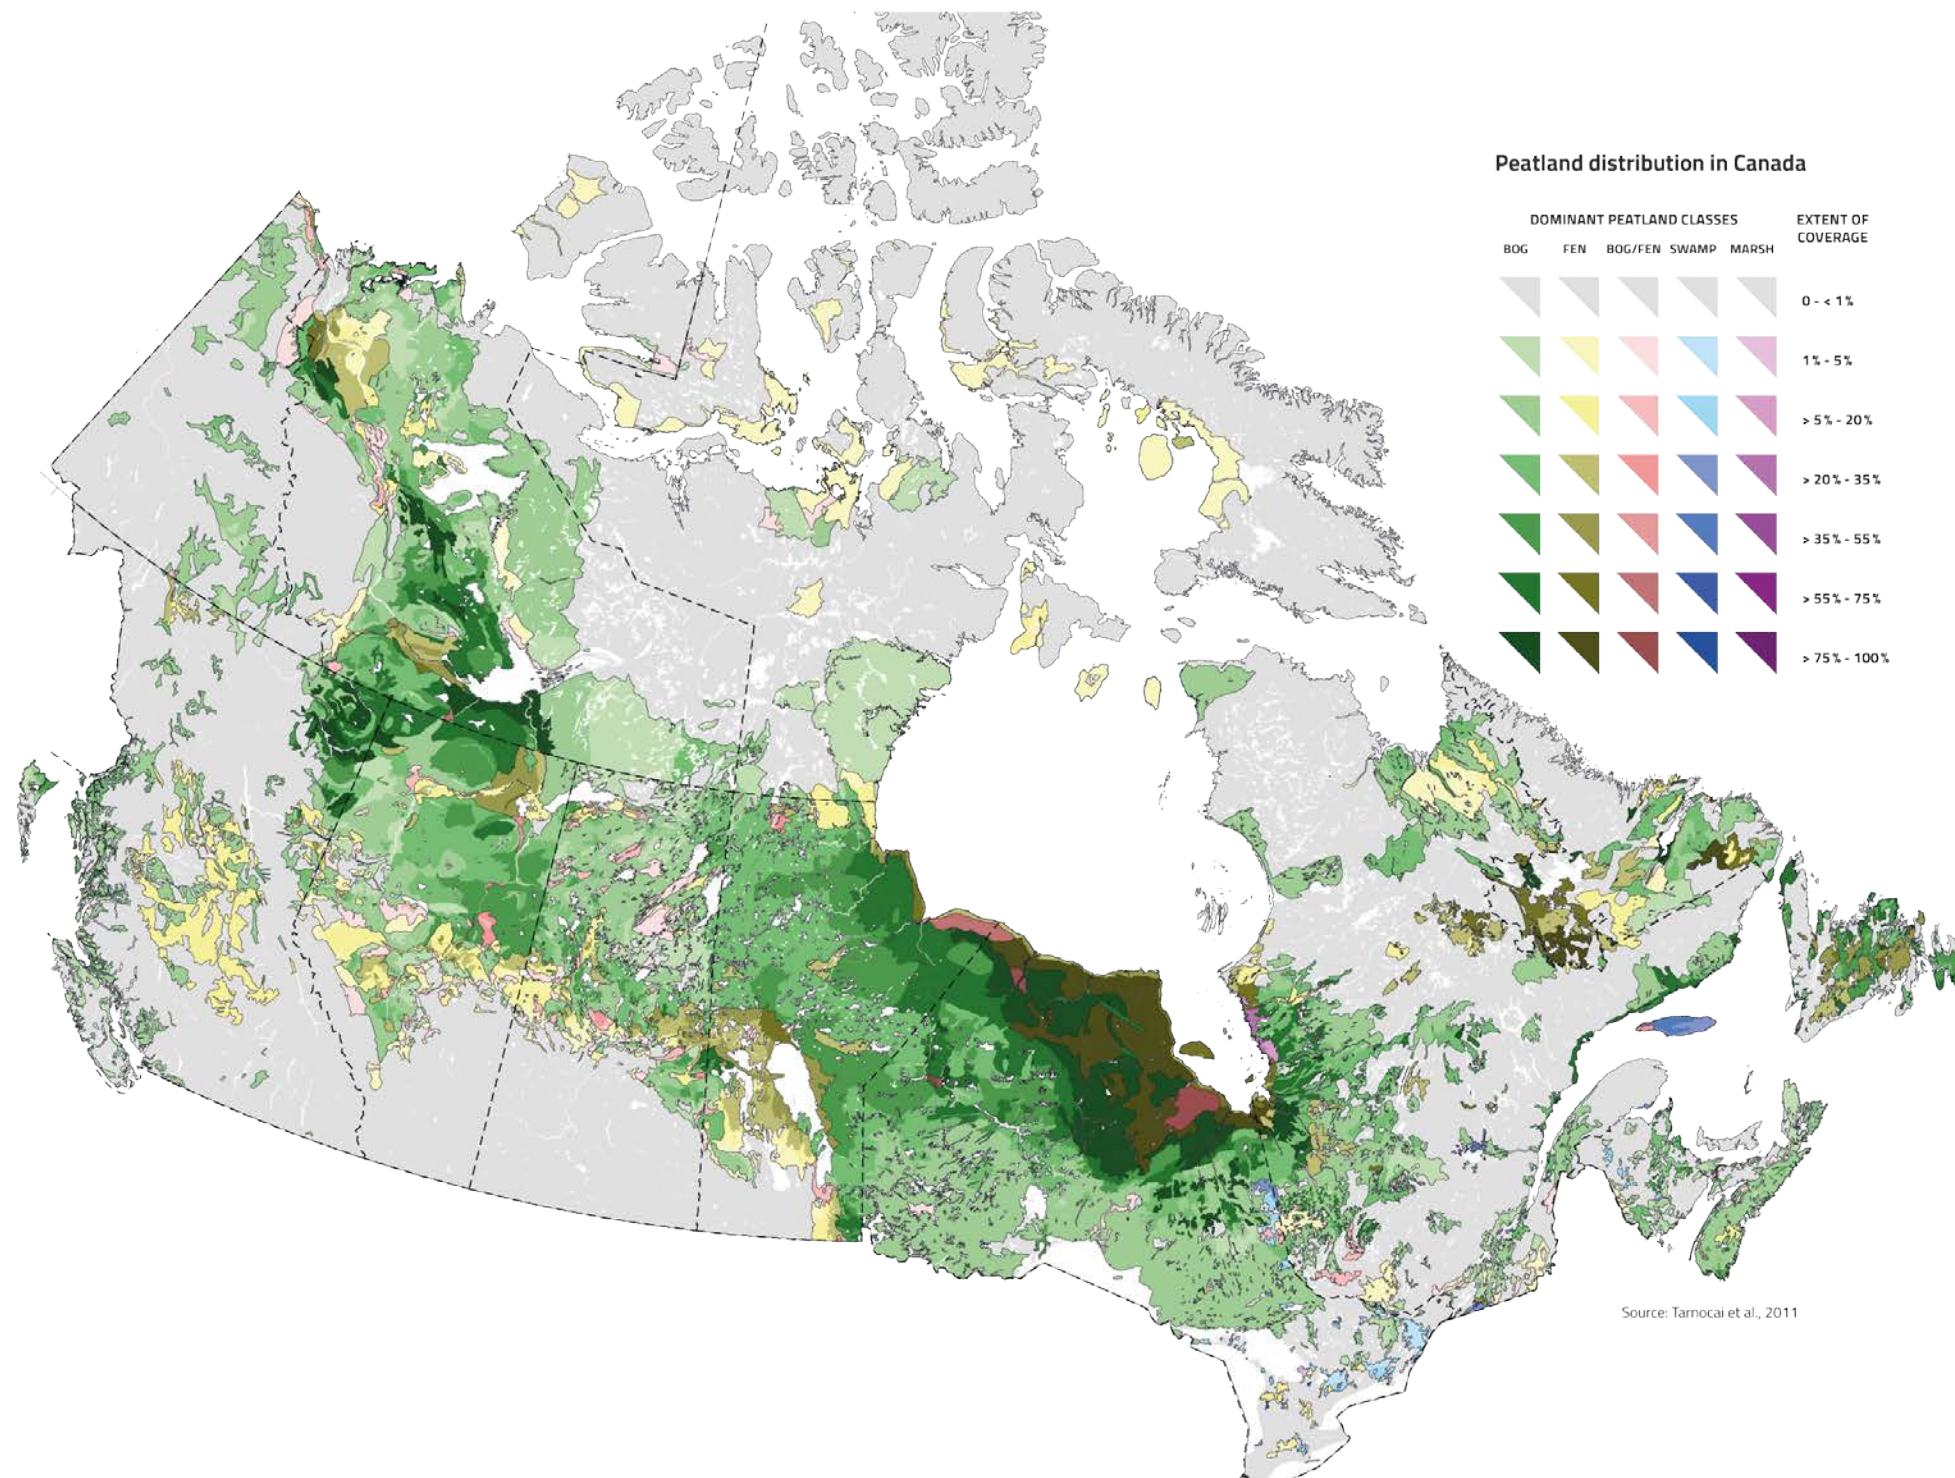 Peatland distribution in Canada
DOMINANT PEATLAND CLASSES
EXTENT OF
COVERAGE
BOG FEN BOG/FEN SWAMP MARSH
0 - < 1%
1% - 5%
> 5% - 20%
> 20% - 35%
> 35% - 55%
> 55% - 75%
> 75% - 100%
Source: Tarnocai et al., 2011